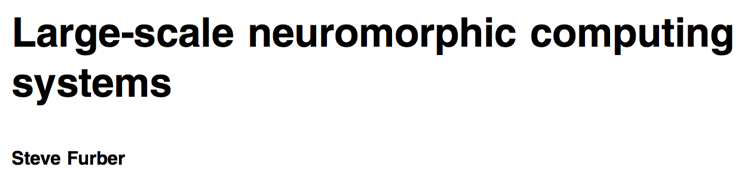 Large-scale neuromorphic computing
systems
Steve Furber